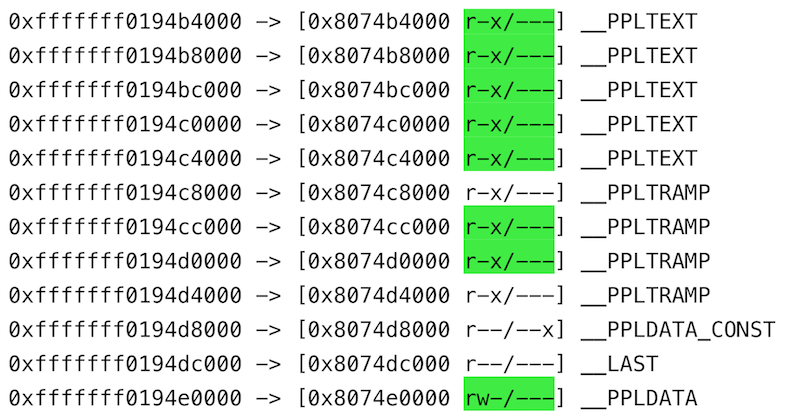 0xfffffff0194b4000 —> [0x8074b4000 r-x/---] __PPLTEXT
0xfffffff0194b8000 —> [0x8074b8000 r-x/---] __PPLTEXT
0xfffffff0194bc000 —> [0x8074bc000 r-x/---] __PPLTEXT
0xfffffff0194c0000 —> [0x8074c0000 r-x/---] __PPLTEXT
0xfffffff0194c4000 —> [0x8074c4000 r-x/---] __PPLTEXT
0xfffffff0194c8000 —> [0x8074c8000 r-x/---] __PPLTRAMP
0xfffffff0194cc000 —> [0x8074cc000 r-x/---] __PPLTRAMP
0xfffffff0194d0000 —> [0x8074d0000 r-x/---] __PPLTRAMP
0xfffffff0194d4000 —> [0x8074d4000 r-x/---] __PPLTRAMP
0xfffffff0194d8000 —> [0x8074d8000 r--/--x] __PPLDATA_CONST
0xfffffff0194dc000 —> [0x8074dc000 r--/---] __LAST
0xfffffff0194e0000 —> [0x8074e0000 rw-/---] __PPLDATA